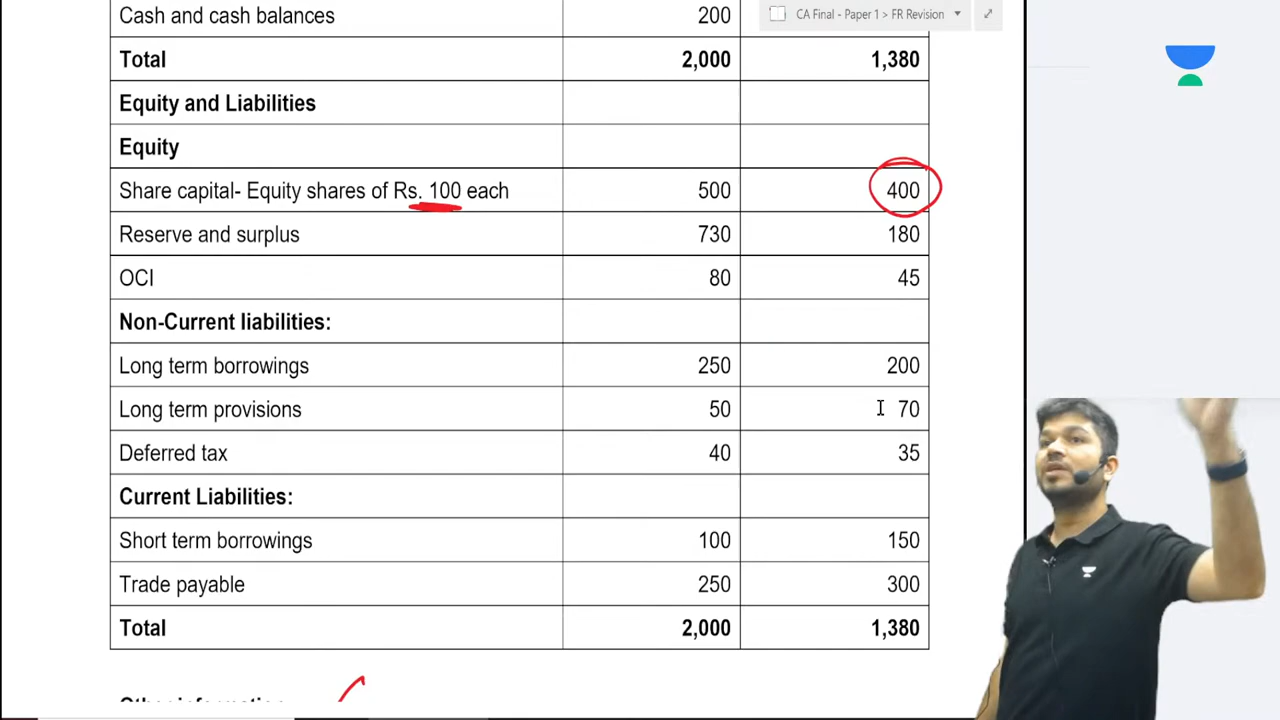 CA Final - Paper 1 > FR Revision
Cash and cash balances 200
Total 2,000 1,380
Equity and Liabilities
Equity
Share capital- Equity shares of Rs. 100 each 500 400
Reserve and surplus 730 180
OCI 80 45
Non-Current liabilities:
Long term borrowings 250 200
Long term provisions 50 70
Deferred tax 40 35
Current Liabilities:
Short term borrowings 100 150
Trade payable 250 300
Total 2,000 1,380